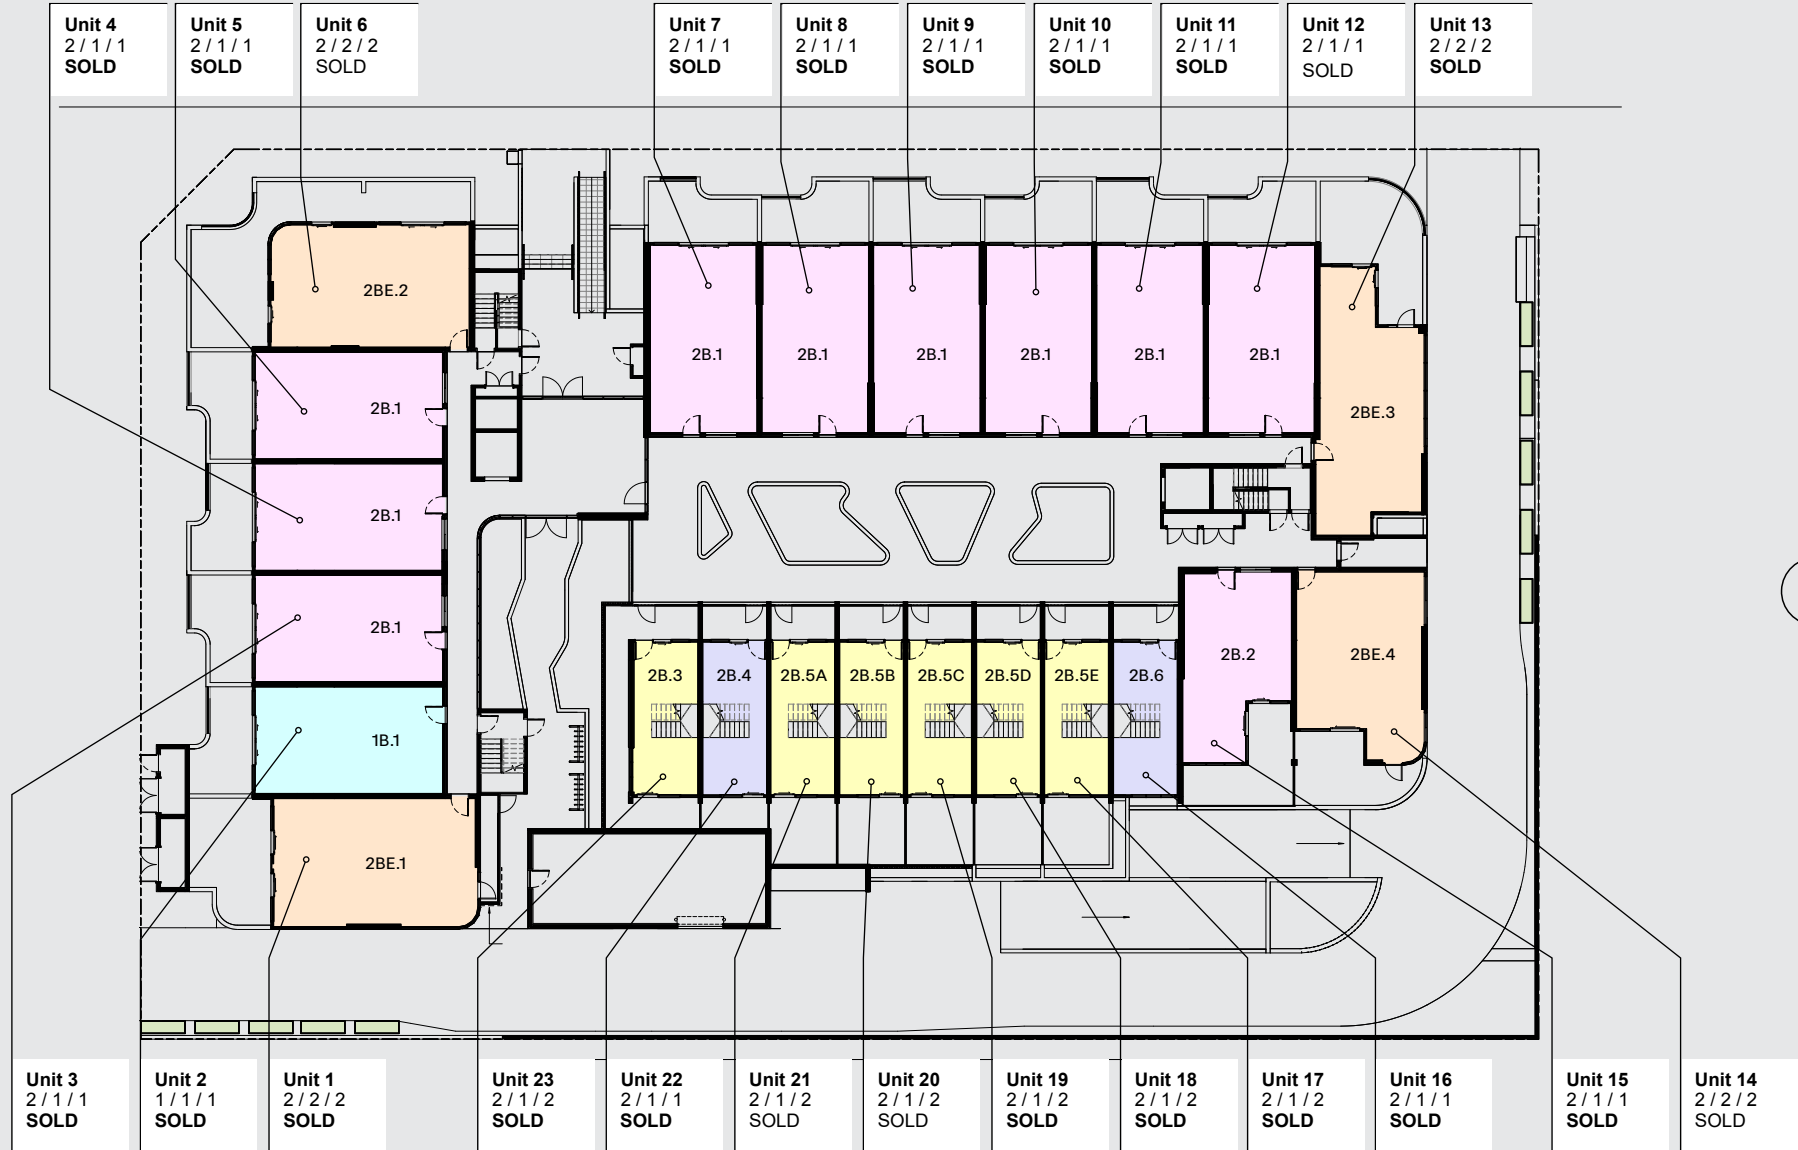 Unit 4
2 / 1 / 1
SOLD
Unit 5
2 / 1 / 1
SOLD
Unit 6
2 / 2 / 2
SOLD
Unit 7
2 / 1 / 1
SOLD
Unit 8
2 / 1 / 1
SOLD
Unit 9
2 / 1 / 1
SOLD
Unit 10
2 / 1 / 1
SOLD
Unit 11
2 / 1 / 1
SOLD
Unit 12
2 / 1 / 1
SOLD
Unit 13
2 / 2 / 2
SOLD
2BE.2
2B.1
2B.1
2B.1
2B.1
2B.1
2B.1
2B.1
2BE.3
2B.1
2B.1
2B.2
2BE.4
2B.3
2B.4
2B.5A
2B.5B
2B.5C
2B.5D
2B.5E
2B.6
1B.1
2BE.1
Unit 3
2 / 1 / 1
SOLD
Unit 2
1 / 1 / 1
SOLD
Unit 1
2 / 2 / 2
SOLD
Unit 23
2 / 1 / 2
SOLD
Unit 22
2 / 1 / 1
SOLD
Unit 21
2 / 1 / 2
SOLD
Unit 20
2 / 1 / 2
SOLD
Unit 19
2 / 1 / 2
SOLD
Unit 18
2 / 1 / 2
SOLD
Unit 17
2 / 1 / 2
SOLD
Unit 16
2 / 1 / 1
SOLD
Unit 15
2 / 1 / 1
SOLD
Unit 14
2 / 2 / 2
SOLD